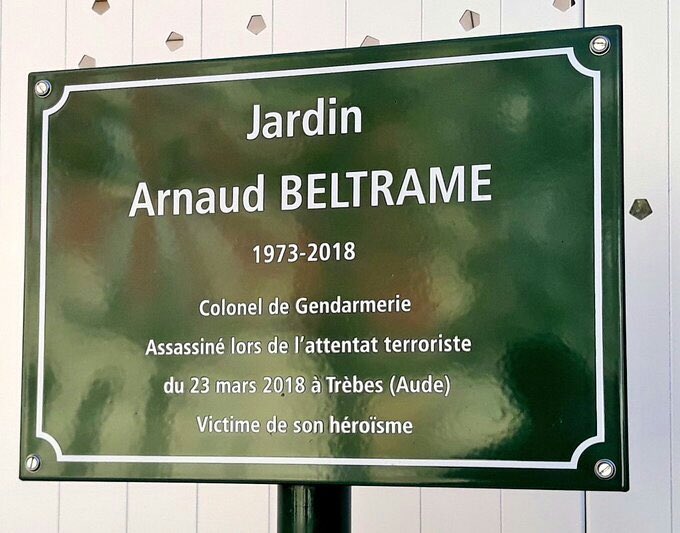 Jardin
Arnaud BELTRAME
1973-2018
Colonel de Gendarmerie
Assassiné lors de l'attentat terroriste
du 23 mars 2018 à Trèbes (Aude)
Victime de son héroïsme